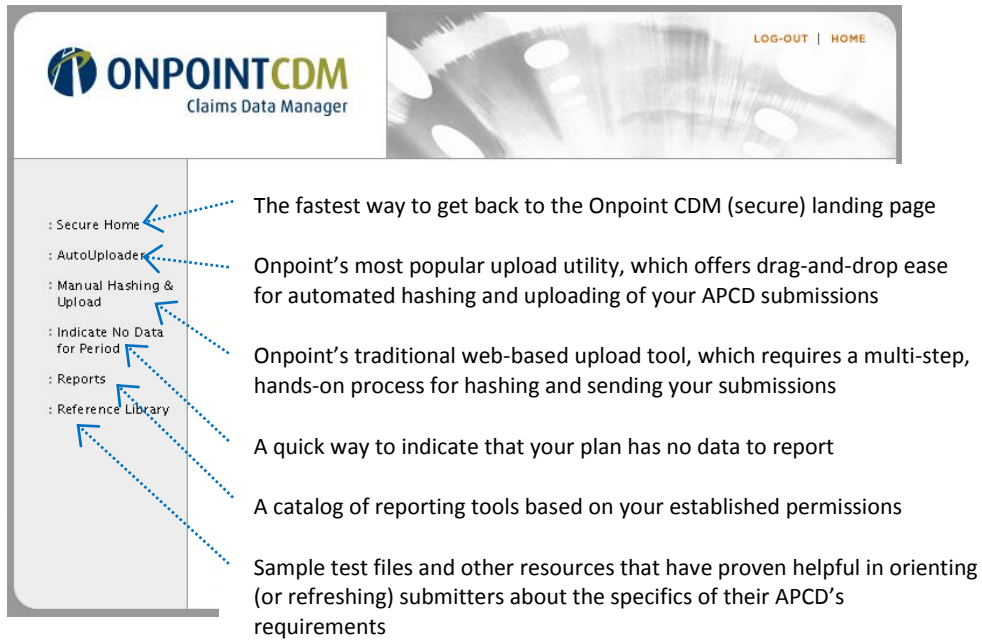 ONPOINTCDM
Claims Data Manager
LOG-OUT | HOME
: Secure Home
: AutoUploader
: Manual Hashing &
Upload
: Indicate No Data
for Period
: Reports
: Reference Library
The fastest way to get back to the Onpoint CDM (secure) landing page
Onpoint’s most popular upload utility, which offers drag-and-drop ease
for automated hashing and uploading of your APCD submissions
Onpoint’s traditional web-based upload tool, which requires a multi-step,
hands-on process for hashing and sending your submissions
A quick way to indicate that your plan has no data to report
A catalog of reporting tools based on your established permissions
Sample test files and other resources that have proven helpful in orienting
(or refreshing) submitters about the specifics of their APCD’s
requirements